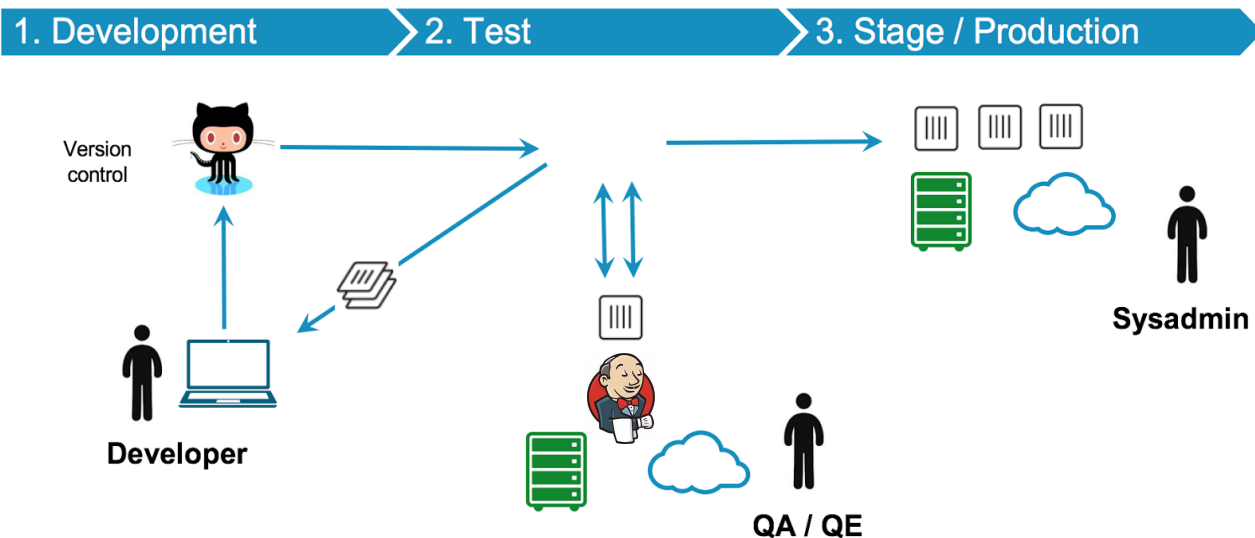 1. Development
2. Test
3. Stage / Production
Version
control
Sysadmin
Developer
QA / QE